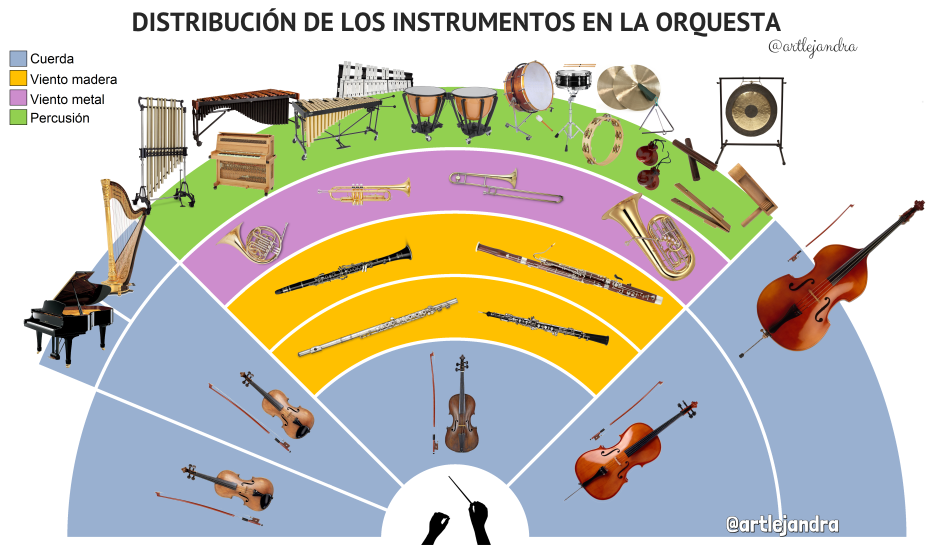 DISTRIBUCIÓN DE LOS INSTRUMENTOS EN LA ORQUESTA
@artlejandra
Cuerda
Viento madera
Viento metal
Percusión
@artlejandra